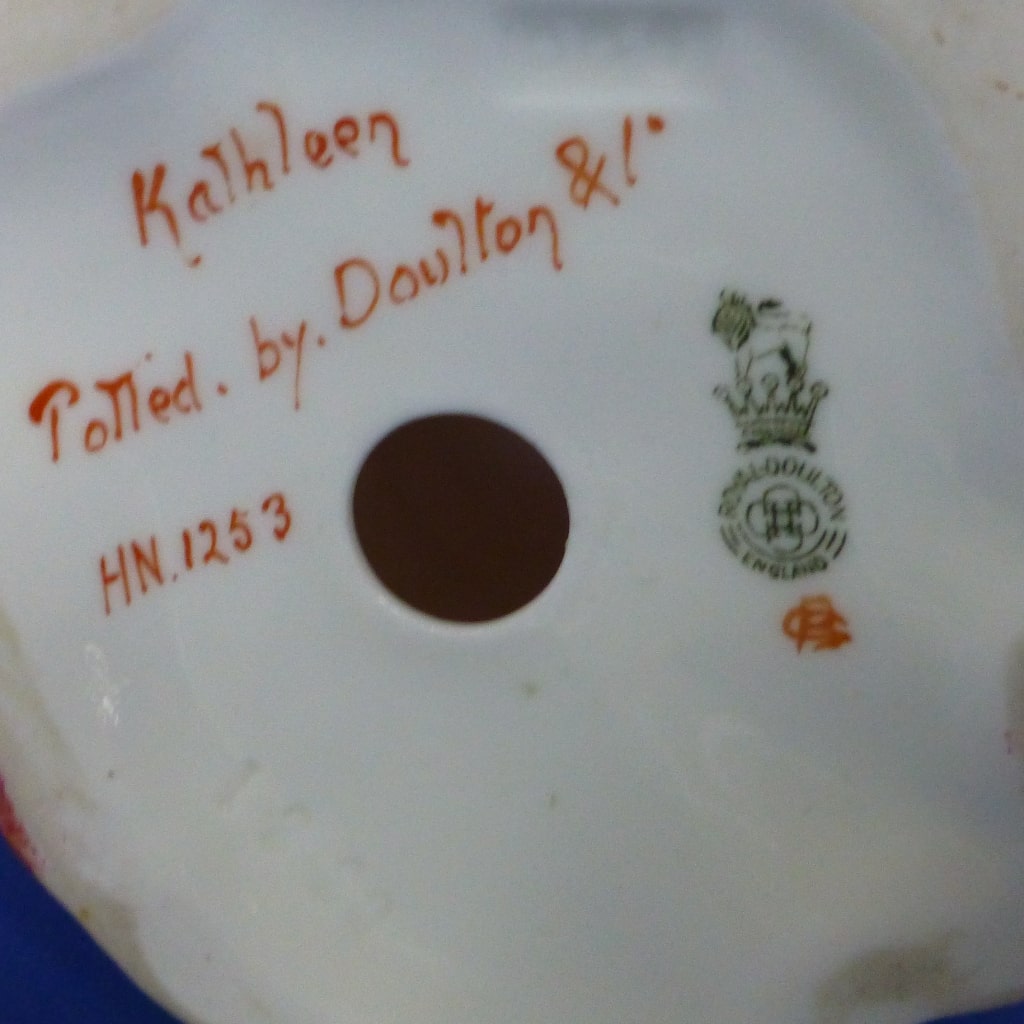 Kathleen
Potted. by. Doulton & Co
HN.1253
ROYAL·DOULTON
ENGLAND